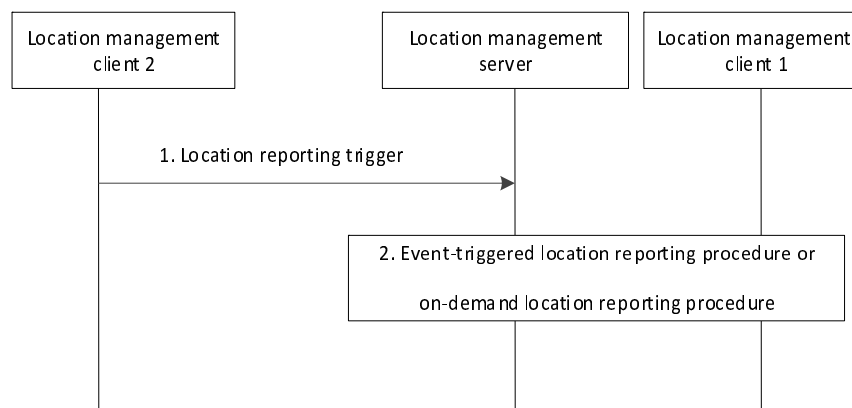 Location management
client 2
Location management
server
Location management
client 1
1. Location reporting trigger
2. Event-triggered location reporting procedure or
on-demand location reporting procedure